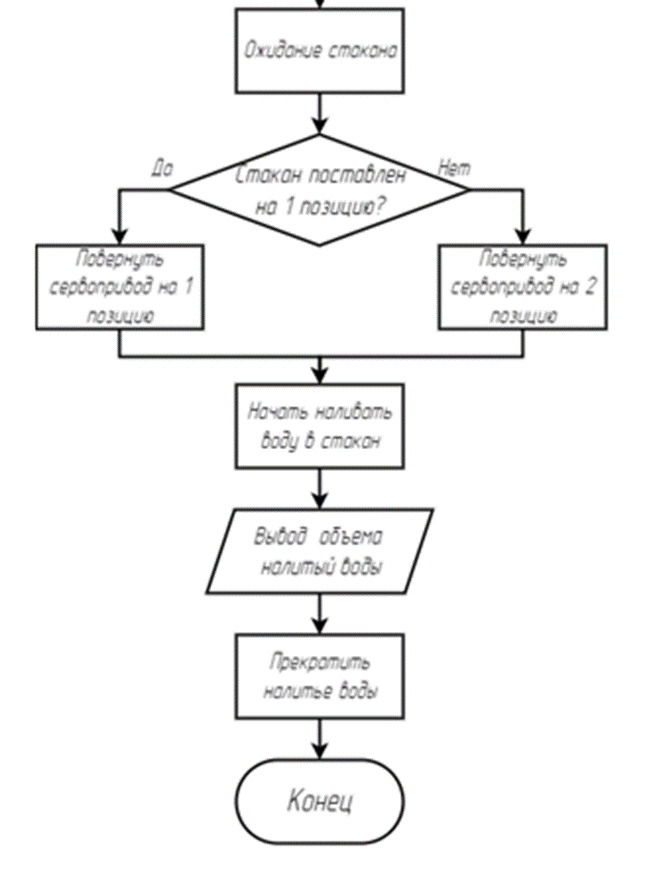 Ожидание стакана
Да
Стакан поставлен
Нет
на 1 позицию?
Повернуть
сервопривод на 1
позицию
Повернуть
сервопривод на 2
позицию
Начать наливать
воду в стакан
Вывод объема
налитый воды
Прекратить
налитье воды
Конец